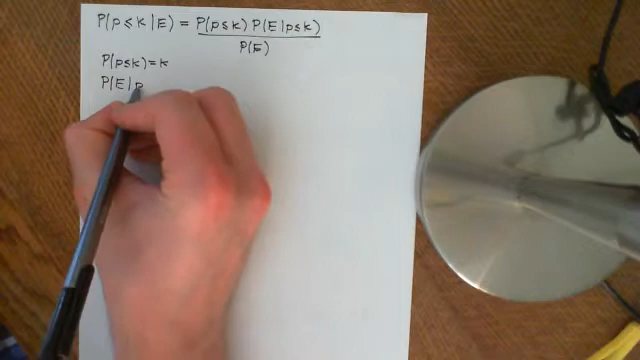 P(p≤k|E) = P(p≤k) P(E|p≤k)
P(E)
P(p≤k)=k
P(E|p